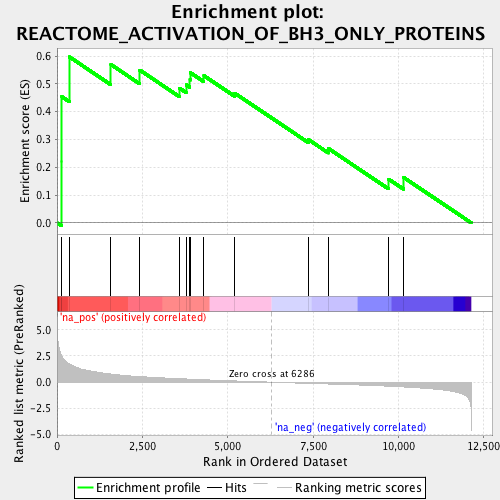 Enrichment plot:
REACTOME_ACTIVATION_OF_BH3_ONLY_PROTEINS
Enrichment score (ES)
0.6
0.5
0.4
0.3
0.2
0.1
0.0
'na_pos' (positively correlated)
Ranked list metric (PreRanked)
5.0
2.5
0.0
-2.5
-5.0
Zero cross at 6286
'na_neg' (negatively correlated)
0
2,500
5,000
7,500
10,000
12,500
Rank in Ordered Dataset
Enrichment profile
Hits
Ranking metric scores